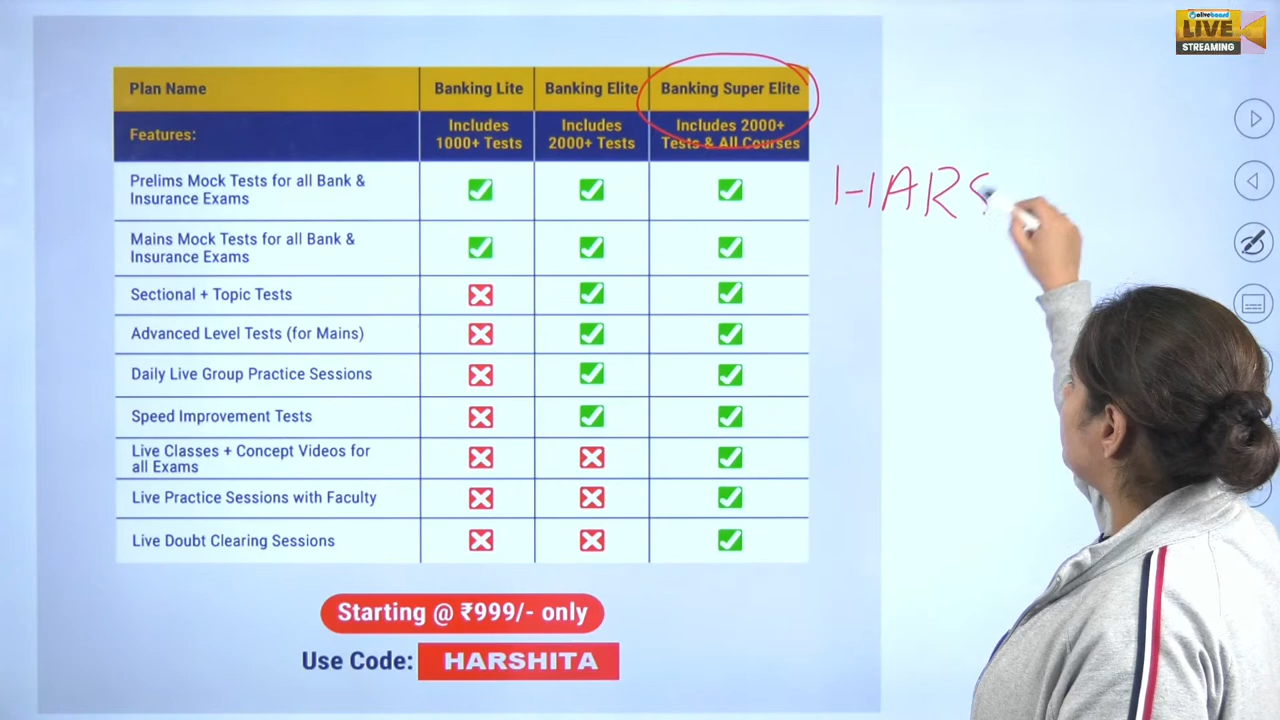 oliveboard
LIVE
STREAMING
Plan Name Banking Lite Banking Elite Banking Super Elite
Features: Includes 1000+ Tests Includes 2000+ Tests Includes 2000+ Tests & All Courses
Prelims Mock Tests for all Bank &
Insurance Exams
Mains Mock Tests for all Bank &
Insurance Exams
Sectional + Topic Tests
Advanced Level Tests (for Mains)
Daily Live Group Practice Sessions
Speed Improvement Tests
Live Classes + Concept Videos for
all Exams
Live Practice Sessions with Faculty
Live Doubt Clearing Sessions
Starting @ ₹999/- only
Use Code: HARSHITA
HARS